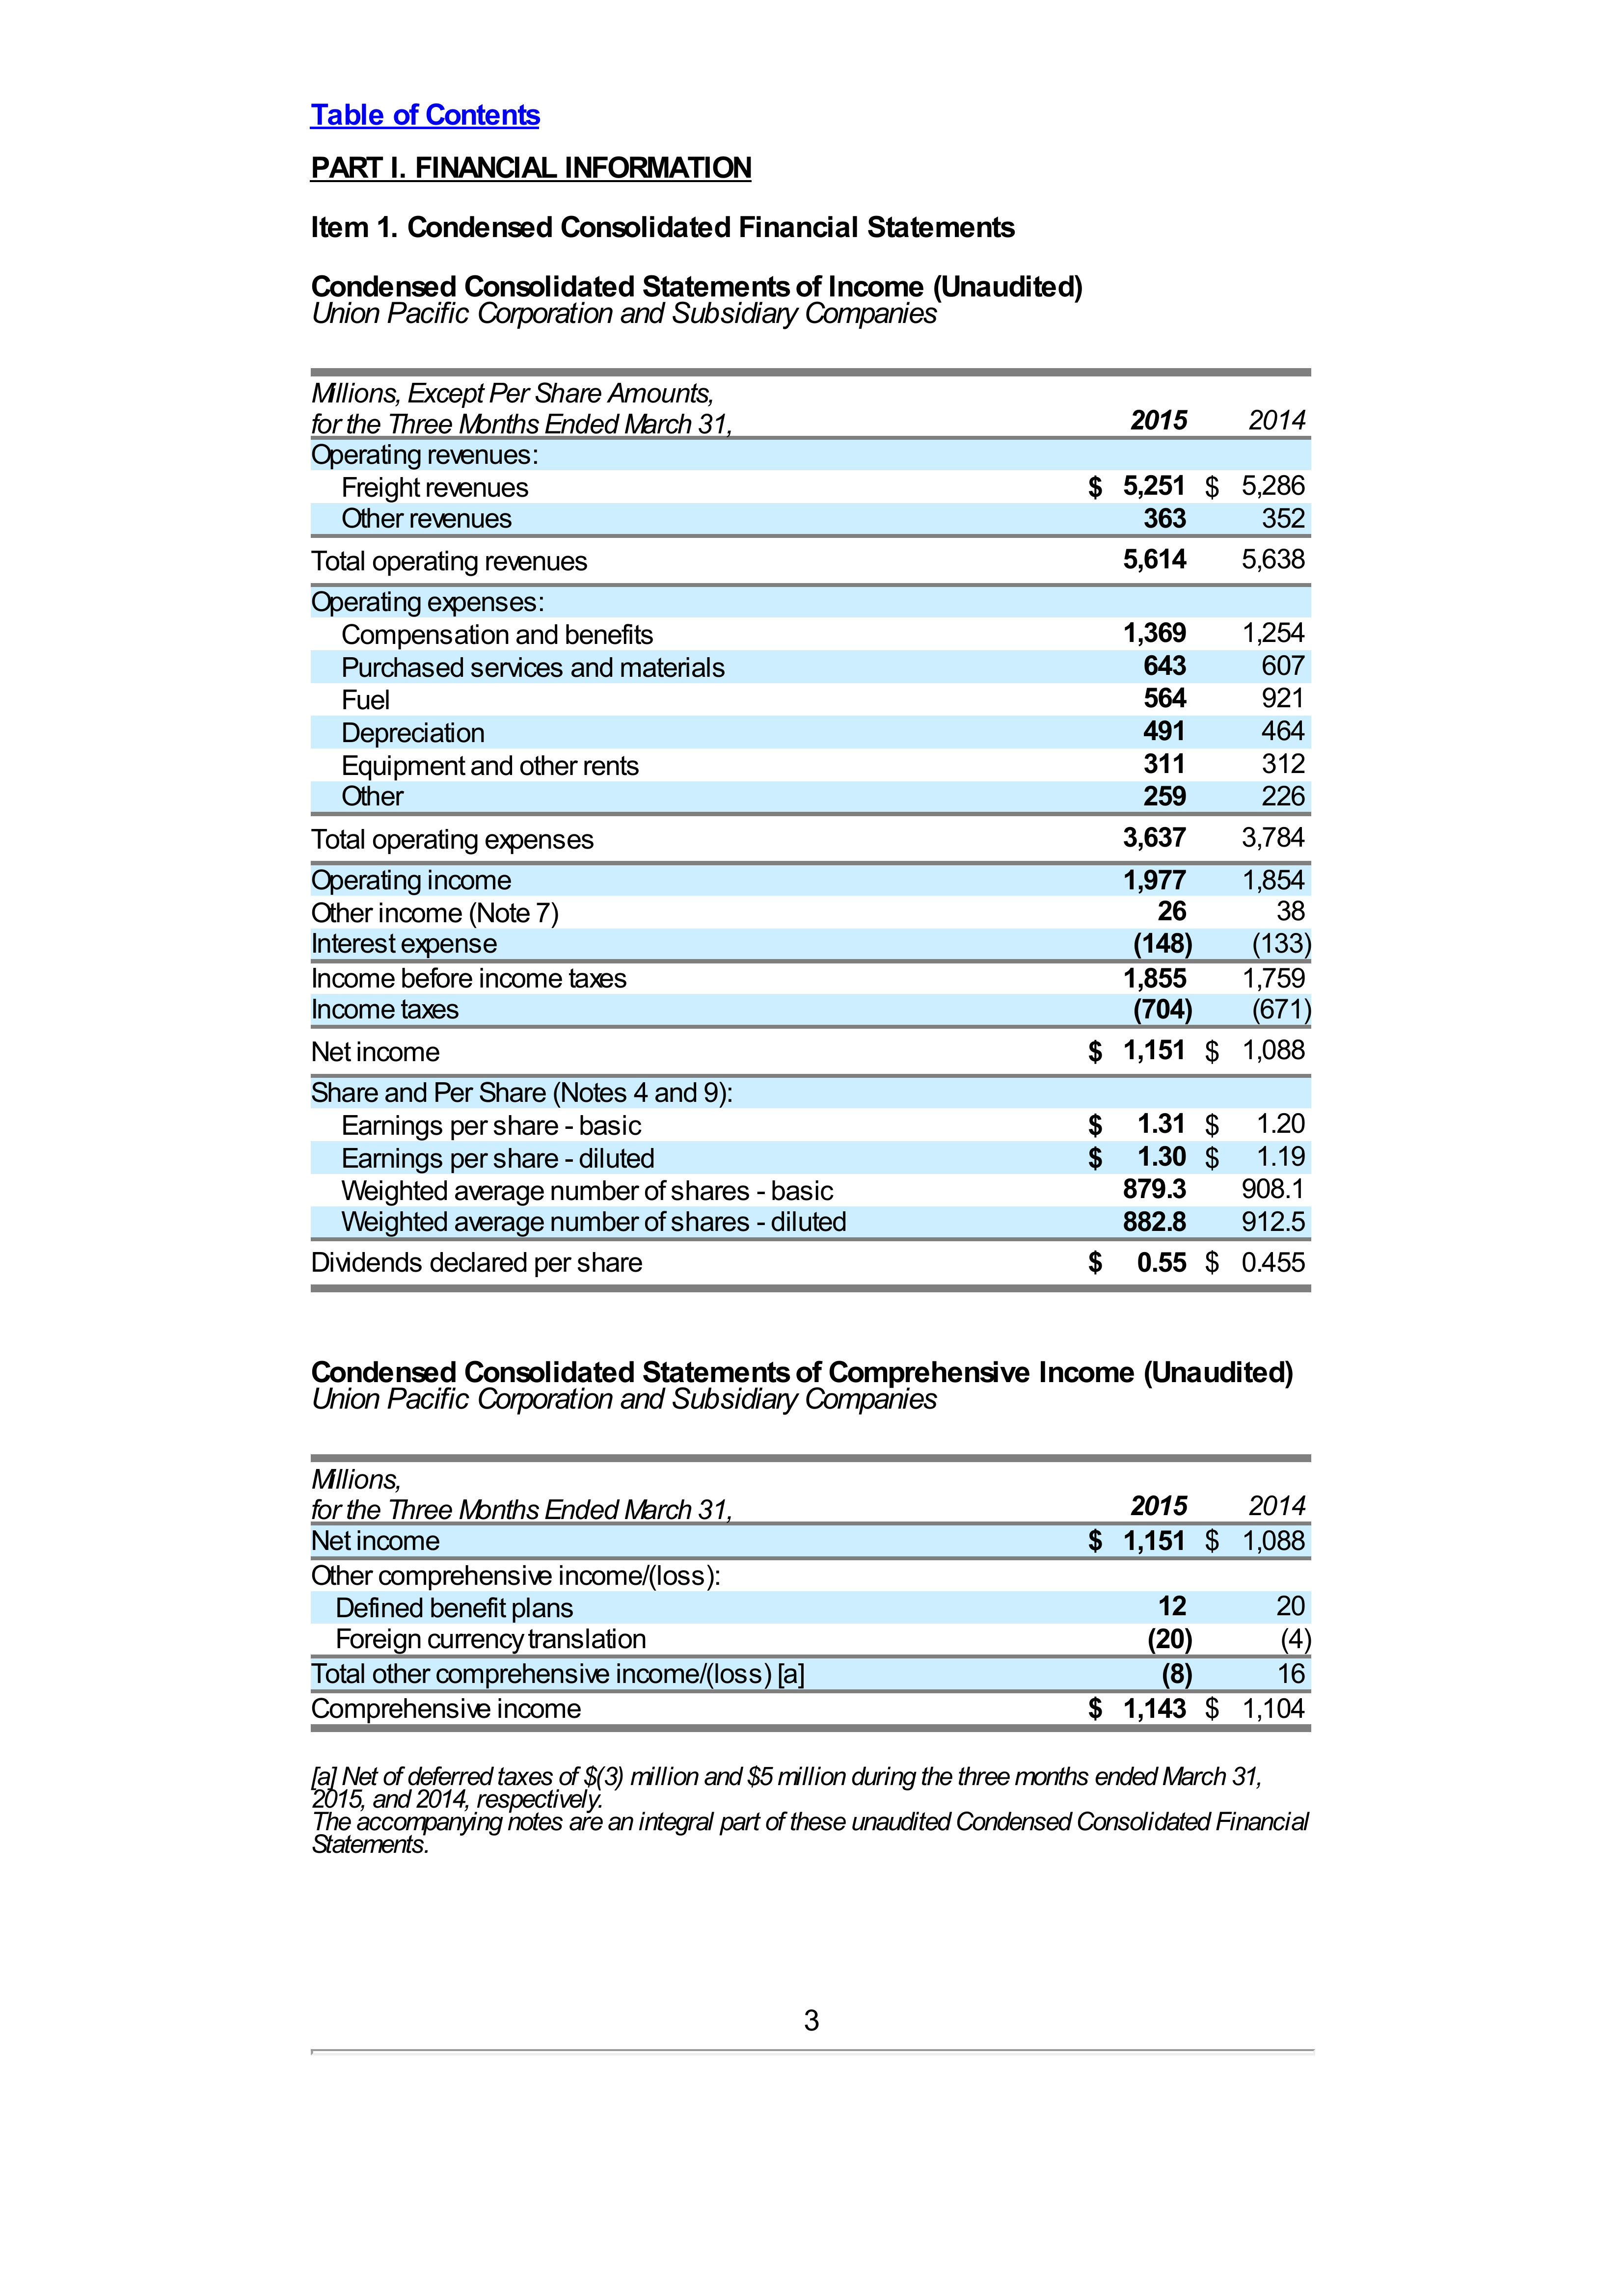 Table of Contents
PART I. FINANCIAL INFORMATION
Item 1. Condensed Consolidated Financial Statements
Condensed Consolidated Statements of Income (Unaudited)
Union Pacific Corporation and Subsidiary Companies
Millions, Except Per Share Amounts,
for the Three Months Ended March 31, 2015 2014
Operating revenues:
Freight revenues $ 5,251 $ 5,286
Other revenues 363 352
Total operating revenues 5,614 5,638
Operating expenses:
Compensation and benefits 1,369 1,254
Purchased services and materials 643 607
Fuel 564 921
Depreciation 491 464
Equipment and other rents 311 312
Other 259 226
Total operating expenses 3,637 3,784
Operating income 1,977 1,854
Other income (Note 7) 26 38
Interest expense (148) (133)
Income before income taxes 1,855 1,759
Income taxes (704) (671)
Net income $ 1,151 $ 1,088
Share and Per Share (Notes 4 and 9):
Earnings per share - basic $ 1.31 $ 1.20
Earnings per share - diluted $ 1.30 $ 1.19
Weighted average number of shares - basic 879.3 908.1
Weighted average number of shares - diluted 882.8 912.5
Dividends declared per share $ 0.55 $ 0.455
Condensed Consolidated Statements of Comprehensive Income (Unaudited)
Union Pacific Corporation and Subsidiary Companies
Millions,
for the Three Months Ended March 31, 2015 2014
Net income $ 1,151 $ 1,088
Other comprehensive income/(loss):
Defined benefit plans 12 20
Foreign currency translation (20) (4)
Total other comprehensive income/(loss) [a] (8) 16
Comprehensive income $ 1,143 $ 1,104
[a] Net of deferred taxes of $(3) million and $5 million during the three months ended March 31,
2015, and 2014, respectively.
The accompanying notes are an integral part of these unaudited Condensed Consolidated Financial
Statements.
3